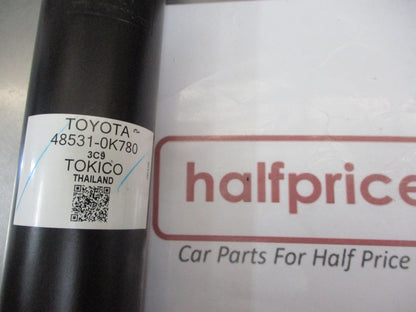 TOYOTA ~
48531-0K780
3C9
TOKICO
THAILAND
halfprice
Car Parts For Half Price